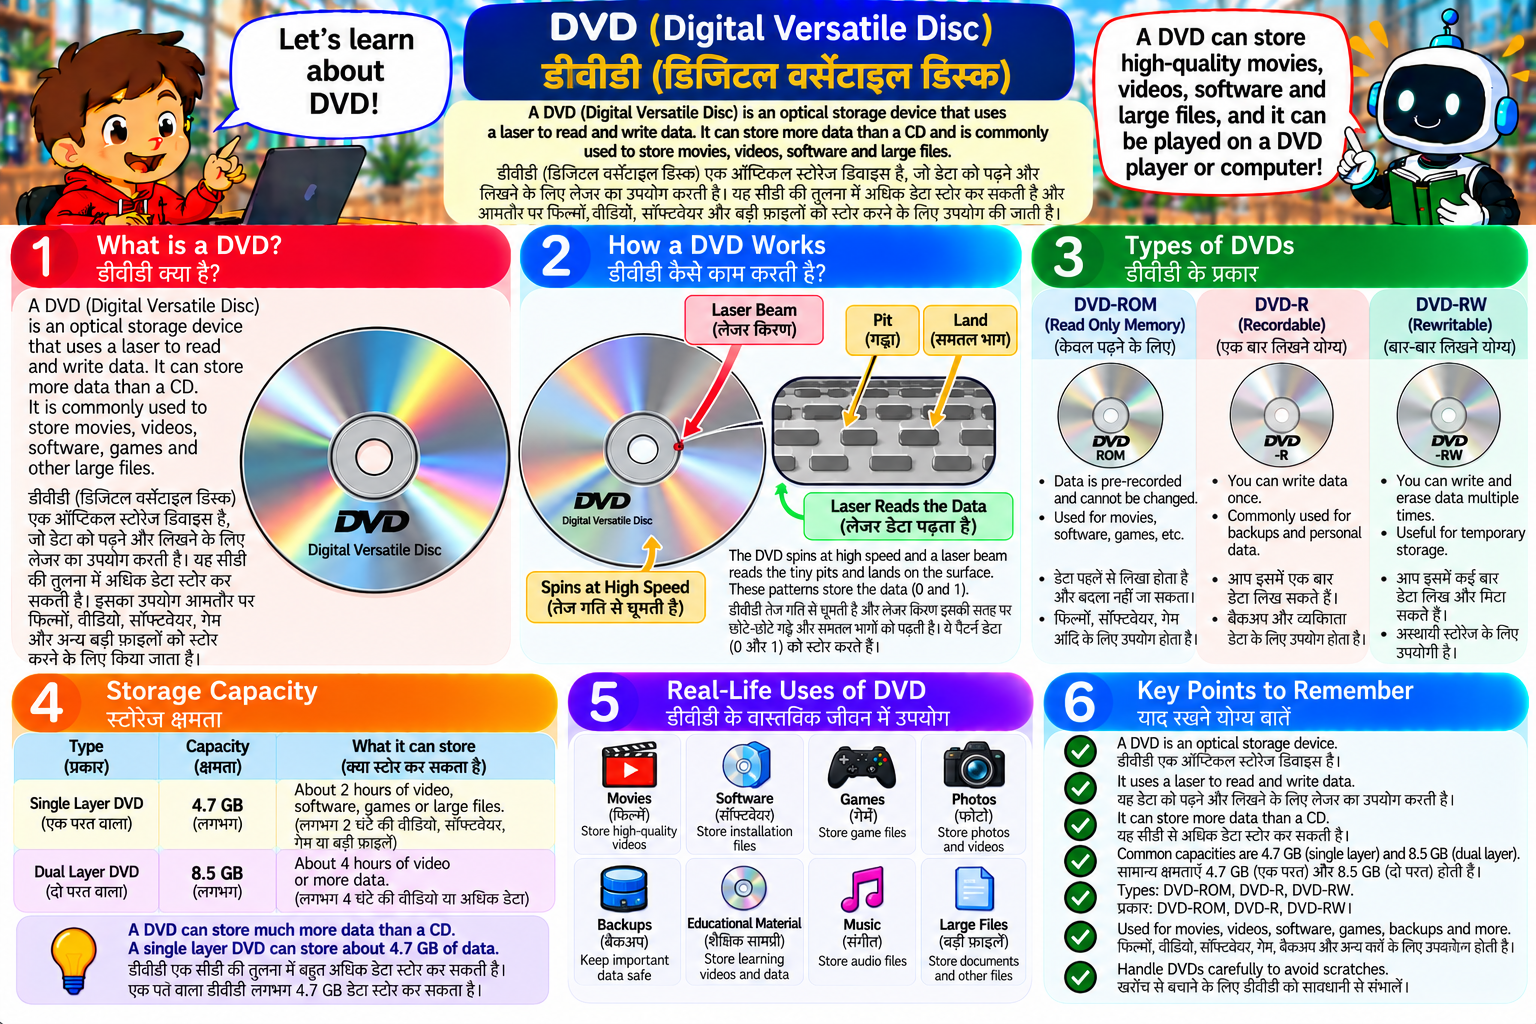 Let's learn
about
DVD!
DVD (Digital Versatile Disc)
डीवीडी (डिजिटल वर्सेटाइल डिस्क)
A DVD (Digital Versatile Disc) is an optical storage device that uses
a laser to read and write data. It can store more data than a CD and is commonly
used to store movies, videos, software and large files.
डीवीडी (डिजिटल वर्सेटाइल डिस्क) एक ऑप्टिकल स्टोरेज डिवाइस है, जो डेटा को पढ़ने और
लिखने के लिए लेजर का उपयोग करती है। यह सीडी की तुलना में अधिक डेटा स्टोर कर सकती है और
आमतौर पर फिल्मों, वीडियो, सॉफ्टवेयर और बड़ी फ़ाइलों को स्टोर करने के लिए उपयोग की जाती है।
A DVD can store
high-quality movies,
videos, software and
large files, and it can
be played on a DVD
player or computer!
1
What is a DVD?
डीवीडी क्या है?
A DVD (Digital Versatile Disc)
is an optical storage device
that uses a laser to read
and write data. It can store
more data than a CD.
It is commonly used to
store movies, videos,
software, games and
other large files.
डीवीडी (डिजिटल वर्सेटाइल डिस्क)
एक ऑप्टिकल स्टोरेज डिवाइस है,
जो डेटा को पढ़ने और लिखने के लिए
लेजर का उपयोग करती है। यह सीडी
की तुलना में अधिक डेटा स्टोर कर
सकती है। इसका उपयोग आमतौर पर
फिल्मों, वीडियो, सॉफ्टवेयर, गेम
और अन्य बड़ी फ़ाइलों को स्टोर
करने के लिए किया जाता है।
DVD
Digital Versatile Disc
2
How a DVD Works
डीवीडी कैसे काम करती है?
Laser Beam
(लेजर किरण)
Pit
Land
(समतल भाग)
DVD
Digital Versatile Disc
Laser Reads the Data
(लेजर डेटा पढ़ता है)
Spins at High Speed
(तेज गति से घूमती है)
The DVD spins at high speed and a laser beam
reads the tiny pits and lands on the surface.
These patterns store the data (0 and 1).
डीवीडी तेज गति से घूमती है और लेजर किरण इसकी सतह पर
छोटे-छोटे और समतल भागों को पढ़ती है। ये पैटर्न डेटा
(0 और 1) को स्टोर करते हैं।
3
Types of DVDs
डीवीडी के प्रकार
DVD-ROM
(Read Only Memory)
(केवल पढ़ने के लिए)
DVD
ROM
• Data is pre-recorded
and cannot be changed.
• Used for movies,
software, games, etc.
• डेटा पहले से लिखा होता है
और बदला नहीं जा सकता।
• फिल्मों, सॉफ्टवेयर, गेम
आदि के लिए उपयोग होता है।
DVD-R
(Recordable)
(एक बार लिखने योग्य)
DVD
-R
• You can write data
once.
• Commonly used for
backups and personal
data.
• आप इसमें एक बार
डेटा लिख सकते हैं।
• बैकअप और
डेटा के लिए उपयोग होता है।
DVD-RW
(Rewritable)
(बार-बार लिखने योग्य)
DVD
-RW
• You can write and
erase data multiple
times.
• Useful for temporary
storage.
• आप इसमें कई बार
डेटा लिख और मिटा
सकते हैं।
• अस्थायी स्टोरेज के लिए
उपयोगी है।
4
Storage Capacity
स्टोरेज क्षमता
Type
(प्रकार)
Capacity
(क्षमता)
What it can store
(क्या स्टोर कर सकता है)
Single Layer DVD
(एक परत वाला)
4.7 GB
(लगभग)
About 2 hours of video,
software, games or large files.
(लगभग 2 घंटे की वीडियो, सॉफ्टवेयर,
गेम या बड़ी फ़ाइलें)
Dual Layer DVD
(दो परत वाला)
8.5 GB
(लगभग)
About 4 hours of video
or more data.
(लगभग 4 घंटे की वीडियो या अधिक डेटा)
A DVD can store much more data than a CD.
A single layer DVD can store about 4.7 GB of data.
डीवीडी एक सीडी की तुलना में बहुत अधिक डेटा स्टोर कर सकती है।
एक वाला डीवीडी लगभग 4.7 GB डेटा स्टोर कर सकता है।
5
Real-Life Uses of DVD
डीवीडी के वास्तविक जीवन में उपयोग
Movies
(फिल्में)
Store high-quality
videos
Software
(सॉफ्टवेयर)
Store installation
files
Games
(गेमें)
Store game files
Photos
(फोटो)
Store photos
and videos
Backups
(बैकअप)
Keep important
data safe
Educational Material
(शैक्षिक सामग्री)
Store learning
videos and data
Music
(संगीत)
Store audio files
Large Files
(बड़ी फ़ाइलें)
Store documents
and other files
6
Key Points to Remember
याद रखने योग्य बातें
A DVD is an optical storage device.
डीवीडी एक ऑप्टिकल स्टोरेज डिवाइस है।
It uses a laser to read and write data.
यह डेटा को पढ़ने और लिखने के लिए लेजर का उपयोग करती है।
It can store more data than a CD.
यह सीडी से अधिक डेटा स्टोर कर सकती है।
Common capacities are 4.7 GB (single layer) and 8.5 GB (dual layer).
सामान्य क्षमताएँ 4.7 GB (एक परत) और 8.5 GB (दो परत) होती हैं।
Types: DVD-ROM, DVD-R, DVD-RW.
प्रकार: DVD-ROM, DVD-R, DVD-RW।
Used for movies, videos, software, games, backups and more.
फिल्मों, वीडियो, सॉफ्टवेयर, गेम, बैकअप और अन्य के लिए होती है।
Handle DVDs carefully to avoid scratches.
खरोंच से बचाने के लिए डीवीडी को सावधानी से संभालें।